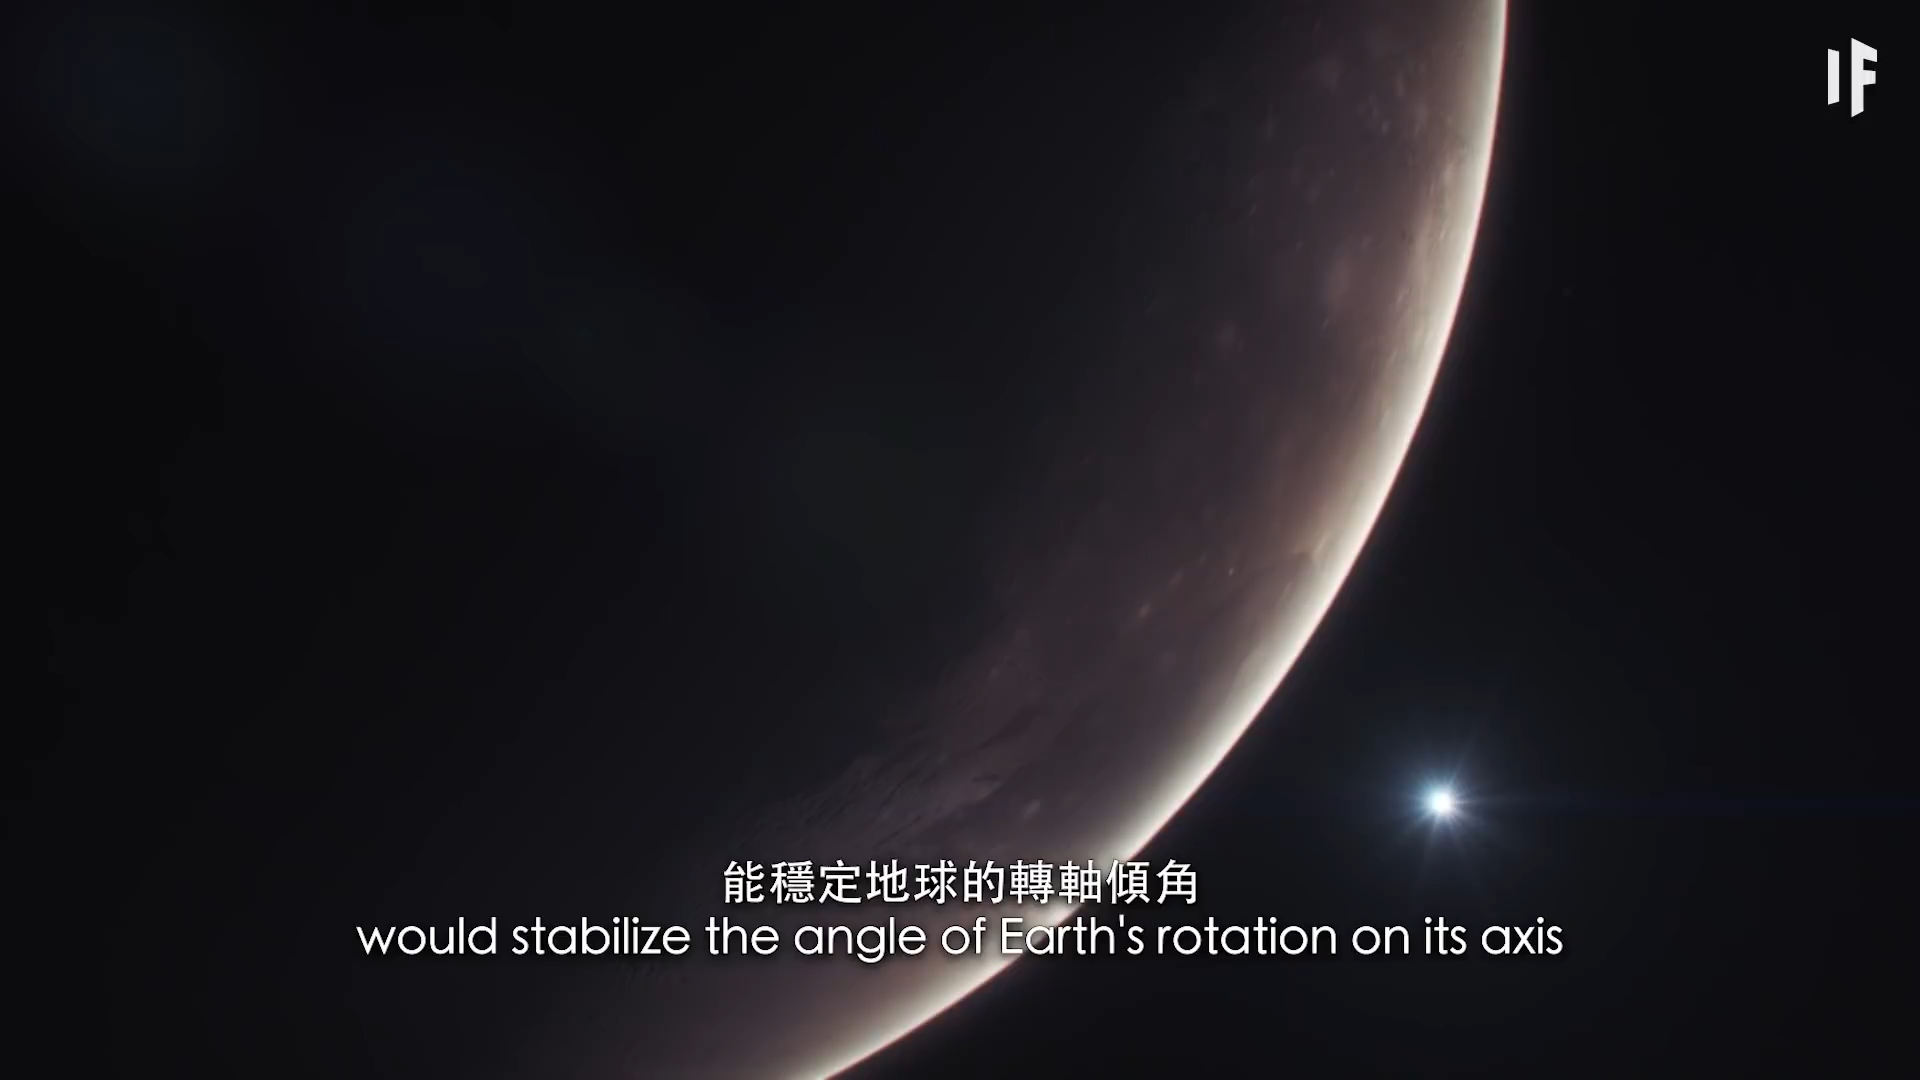 IF
能穩定地球的轉軸傾角
would stabilize the angle of Earth's rotation on its axis